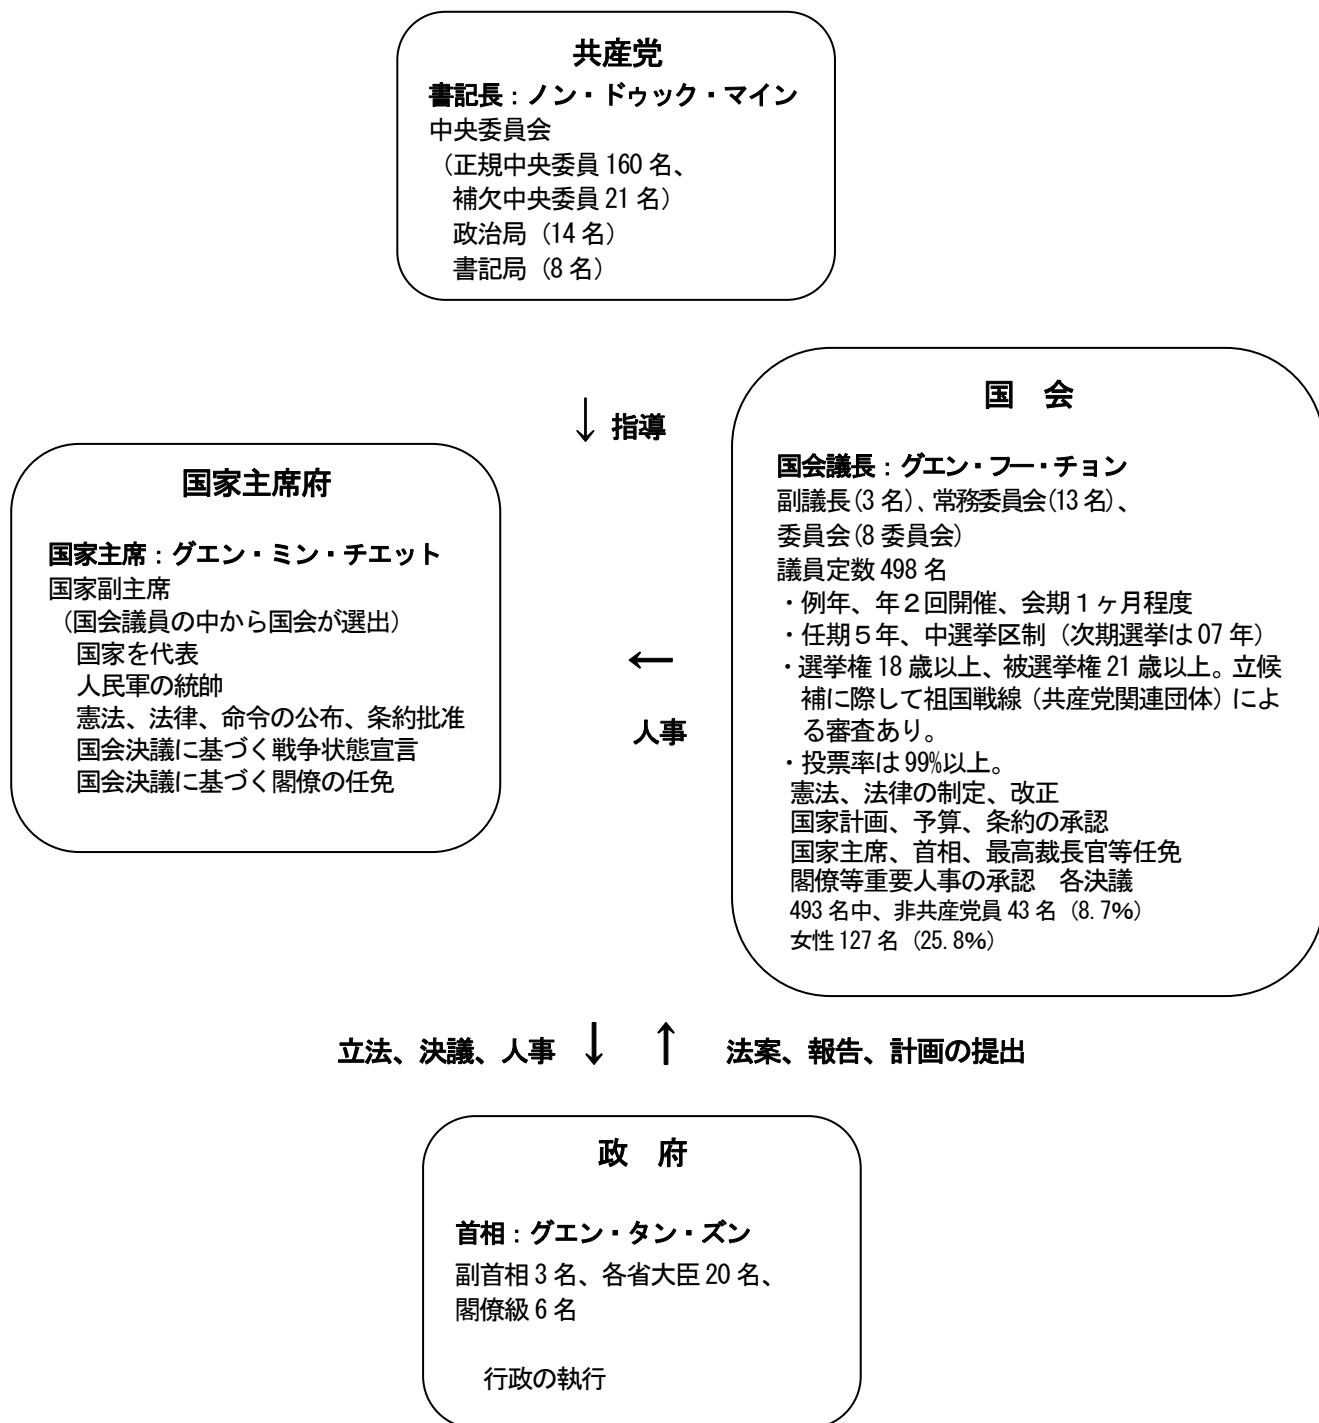 共産党
書記長：ノン・ドゥック・マイン
中央委員会
（正規中央委員 160 名、
補欠中央委員 21 名）
政治局（14 名）
書記局（8 名）
↓ 指導
国家主席府
国家主席：グエン・ミン・チエット
国家副主席
（国会議員の中から国会が選出）
国家を代表
人民軍の統帥
憲法、法律、命令の公布、条約批准
国会決議に基づく戦争状態宣言
国会決議に基づく閣僚の任免
←
人事
国　会
国会議長：グエン・フー・チョン
副議長（3 名）、常務委員会（13 名）、
委員会（8 委員会）
議員定数 498 名
・例年、年２回開催、会期１ヶ月程度
・任期５年、中選挙区制（次期選挙は 07 年）
・選挙権 18 歳以上、被選挙権 21 歳以上。立候
補に際して祖国戦線（共産党関連団体）によ
る審査あり。
・投票率は 99%以上。
憲法、法律の制定、改正
国家計画、予算、条約の承認
国家主席、首相、最高裁長官等任免
閣僚等重要人事の承認　各決議
493 名中、非共産党員 43 名（8.7％）
女性 127 名（25.8％）
立法、決議、人事 ↓ ↑ 法案、報告、計画の提出
政　府
首相：グエン・タン・ズン
副首相 3 名、各省大臣 20 名、
閣僚級 6 名
行政の執行